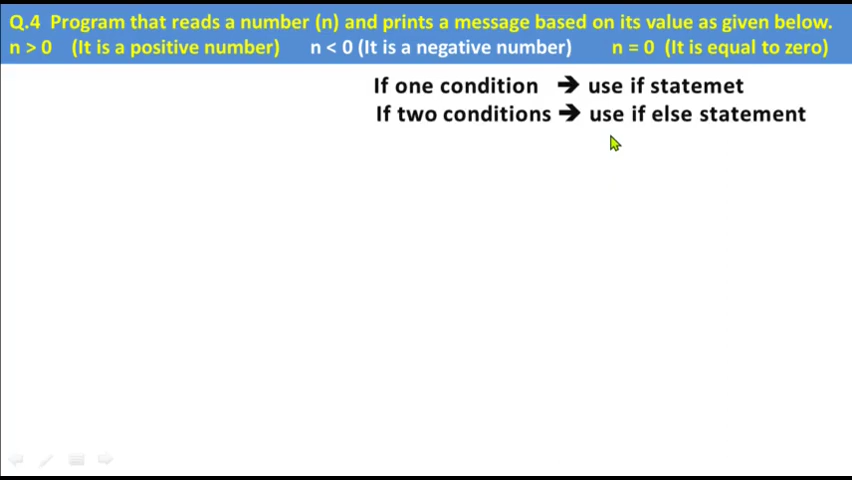 Q.4 Program that reads a number (n) and prints a message based on its value as given below.
n > 0 (It is a positive number) n < 0 (It is a negative number) n = 0 (It is equal to zero)
If one condition ➔ use if statemet
If two conditions ➔ use if else statement